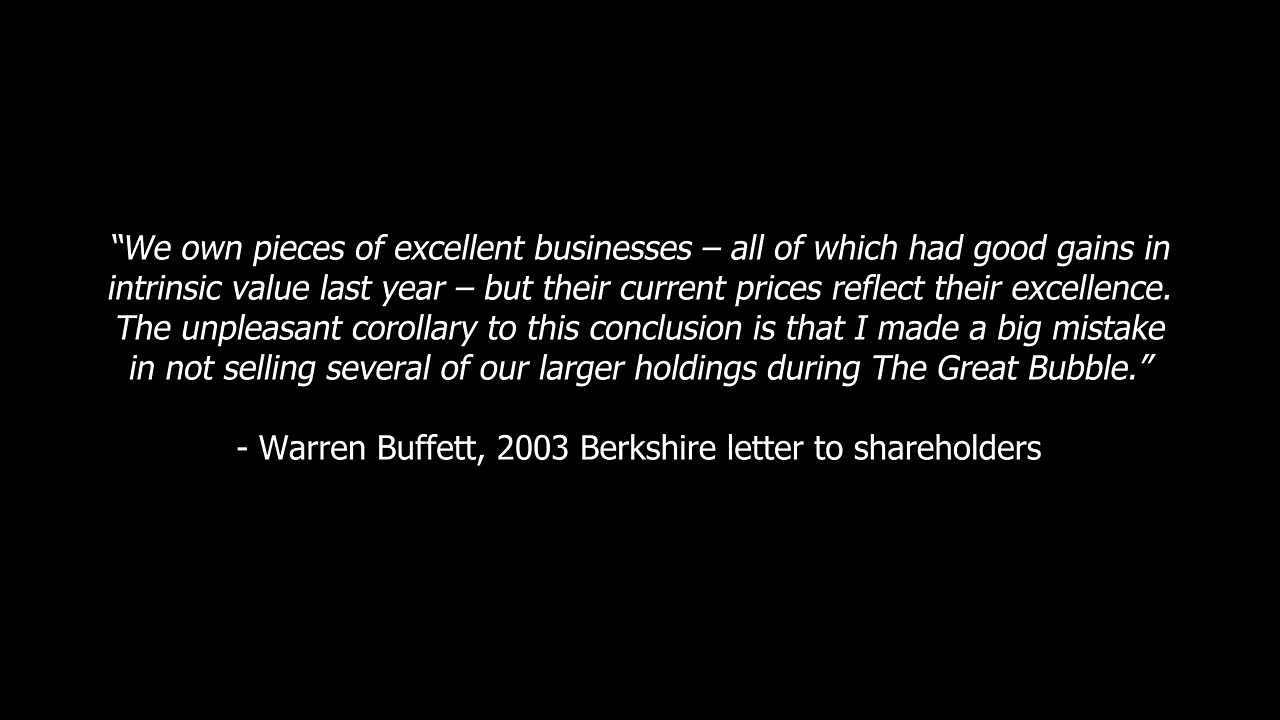 “We own pieces of excellent businesses – all of which had good gains in
intrinsic value last year – but their current prices reflect their excellence.
The unpleasant corollary to this conclusion is that I made a big mistake
in not selling several of our larger holdings during The Great Bubble.”
- Warren Buffett, 2003 Berkshire letter to shareholders